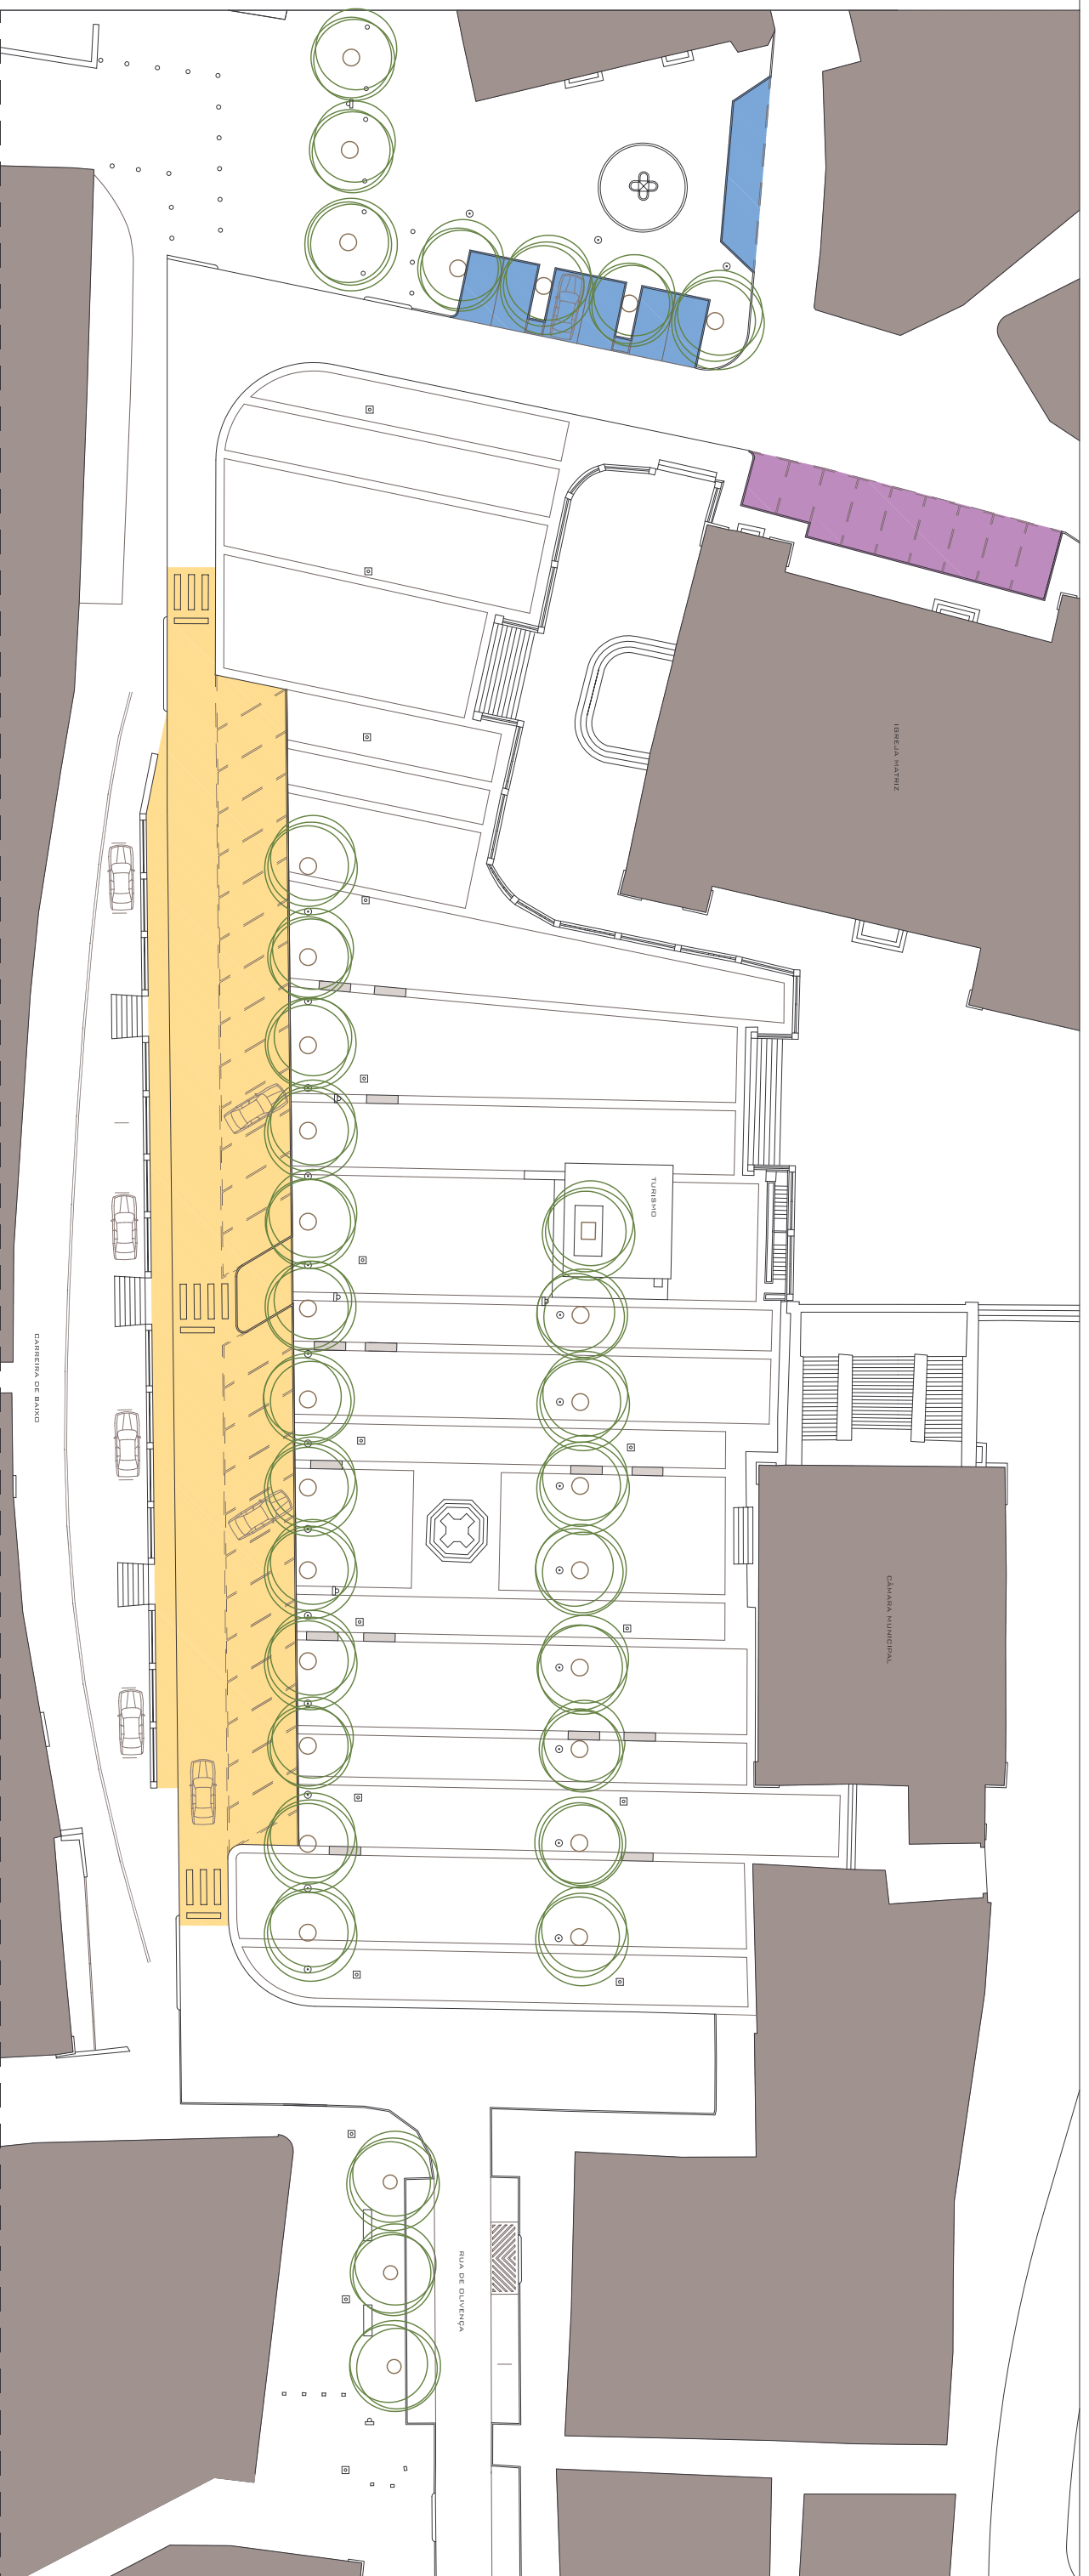 IGREJA MATRIZ
TURISMO
CARREIRA DE BAIXO
CÂMARA MUNICIPAL
RUA DE OLIVENÇA